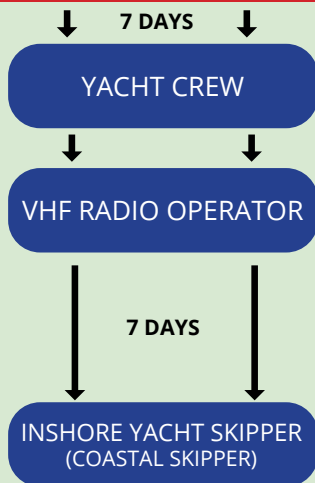 7 DAYS
YACHT CREW
VHF RADIO OPERATOR
7 DAYS
INSHORE YACHT SKIPPER
(COASTAL SKIPPER)